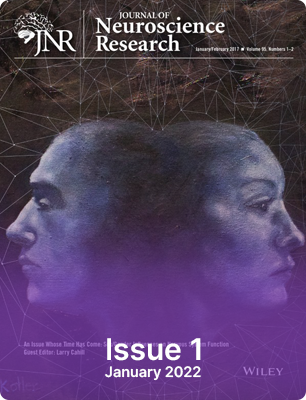 JNR
JOURNAL OF
Neuroscience
Research
January/February 2017 ★ Volume 95, Numbers 1–2
An Issue Whose Time Has Come: S System Function
Guest Editor: Larry Cahill
Issue 1
January 2022
WILEY